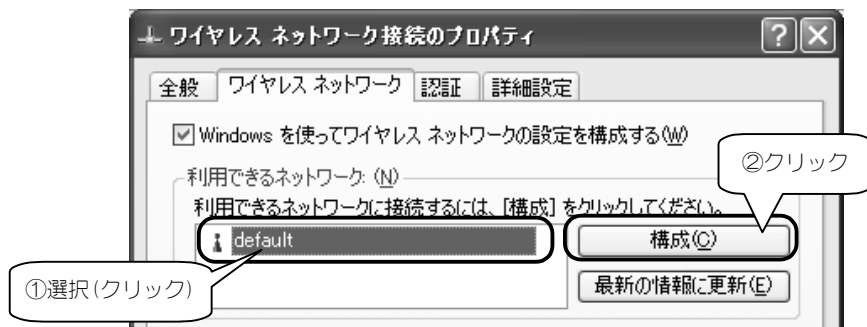 ワイヤレス ネットワーク接続のプロパティ
全般 ワイヤレス ネットワーク 認証 詳細設定
Windows を使ってワイヤレス ネットワークの設定を構成する(W)
②クリック
利用できるネットワーク: (N)
利用できるネットワークに接続するには、[構成] をクリックしてください。
default
構成(C)
①選択(クリック)
最新の情報に更新(E)